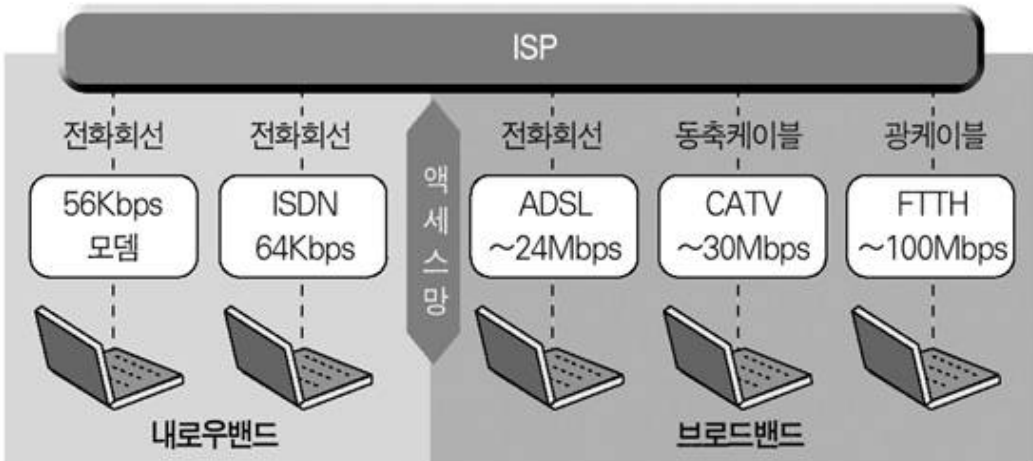 ISP
전화회선
전화회선
전화회선
동축케이블
광케이블
56Kbps
모뎀
ISDN
64Kbps
액세스망
ADSL
~24Mbps
CATV
~30Mbps
FTTH
~100Mbps
내로우밴드
브로드밴드